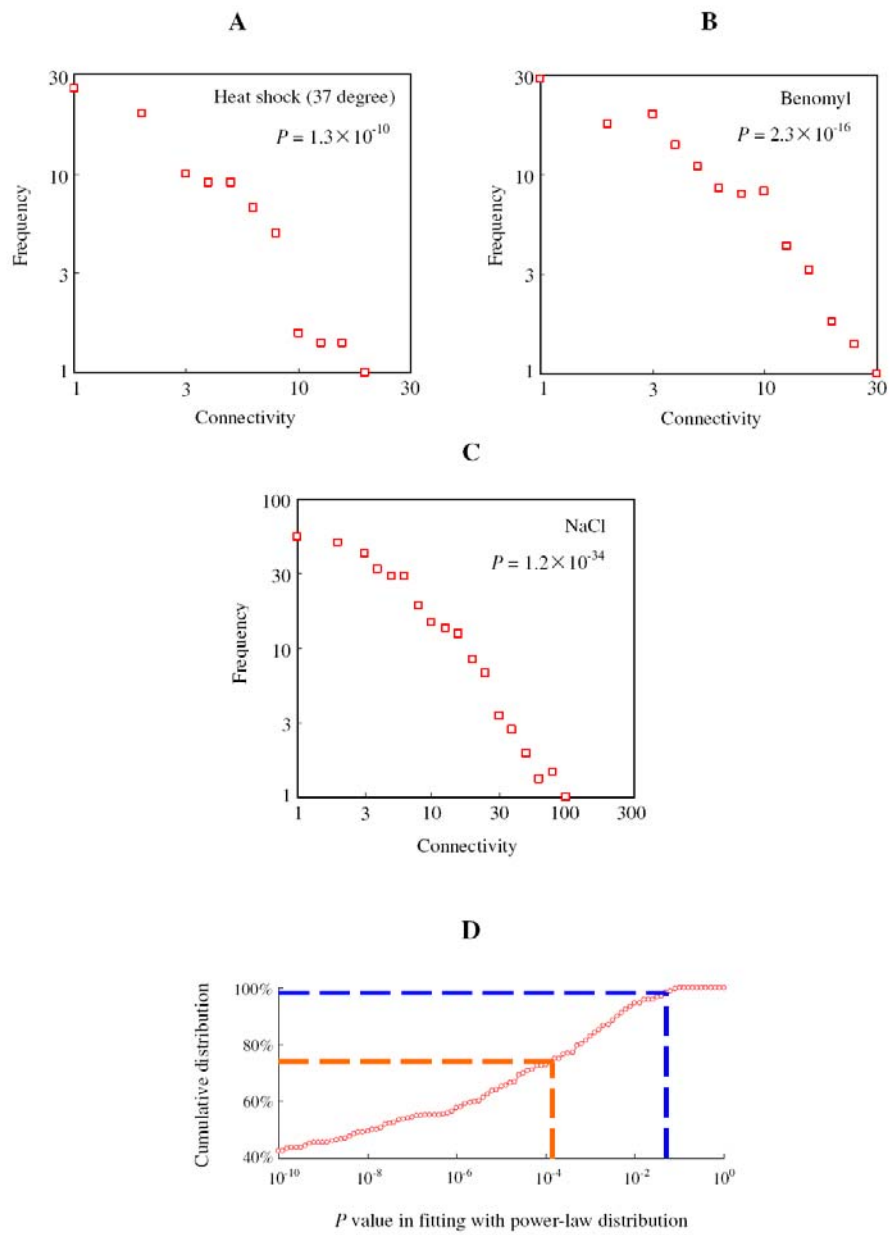 A
B
30
10
3
1
Frequency
Heat shock (37 degree)
P = 1.3×10⁻¹⁰
1 3 10 30
Connectivity
30
10
3
1
Frequency
Benomyl
P = 2.3×10⁻¹⁶
1 3 10 30
Connectivity
C
100
30
10
3
1
Frequency
NaCl
P = 1.2×10⁻³⁴
1 3 10 30 100 300
Connectivity
D
100%
80%
60%
40%
Cumulative distribution
10⁻¹⁰ 10⁻⁸ 10⁻⁶ 10⁻⁴ 10⁻² 10⁰
P value in fitting with power-law distribution